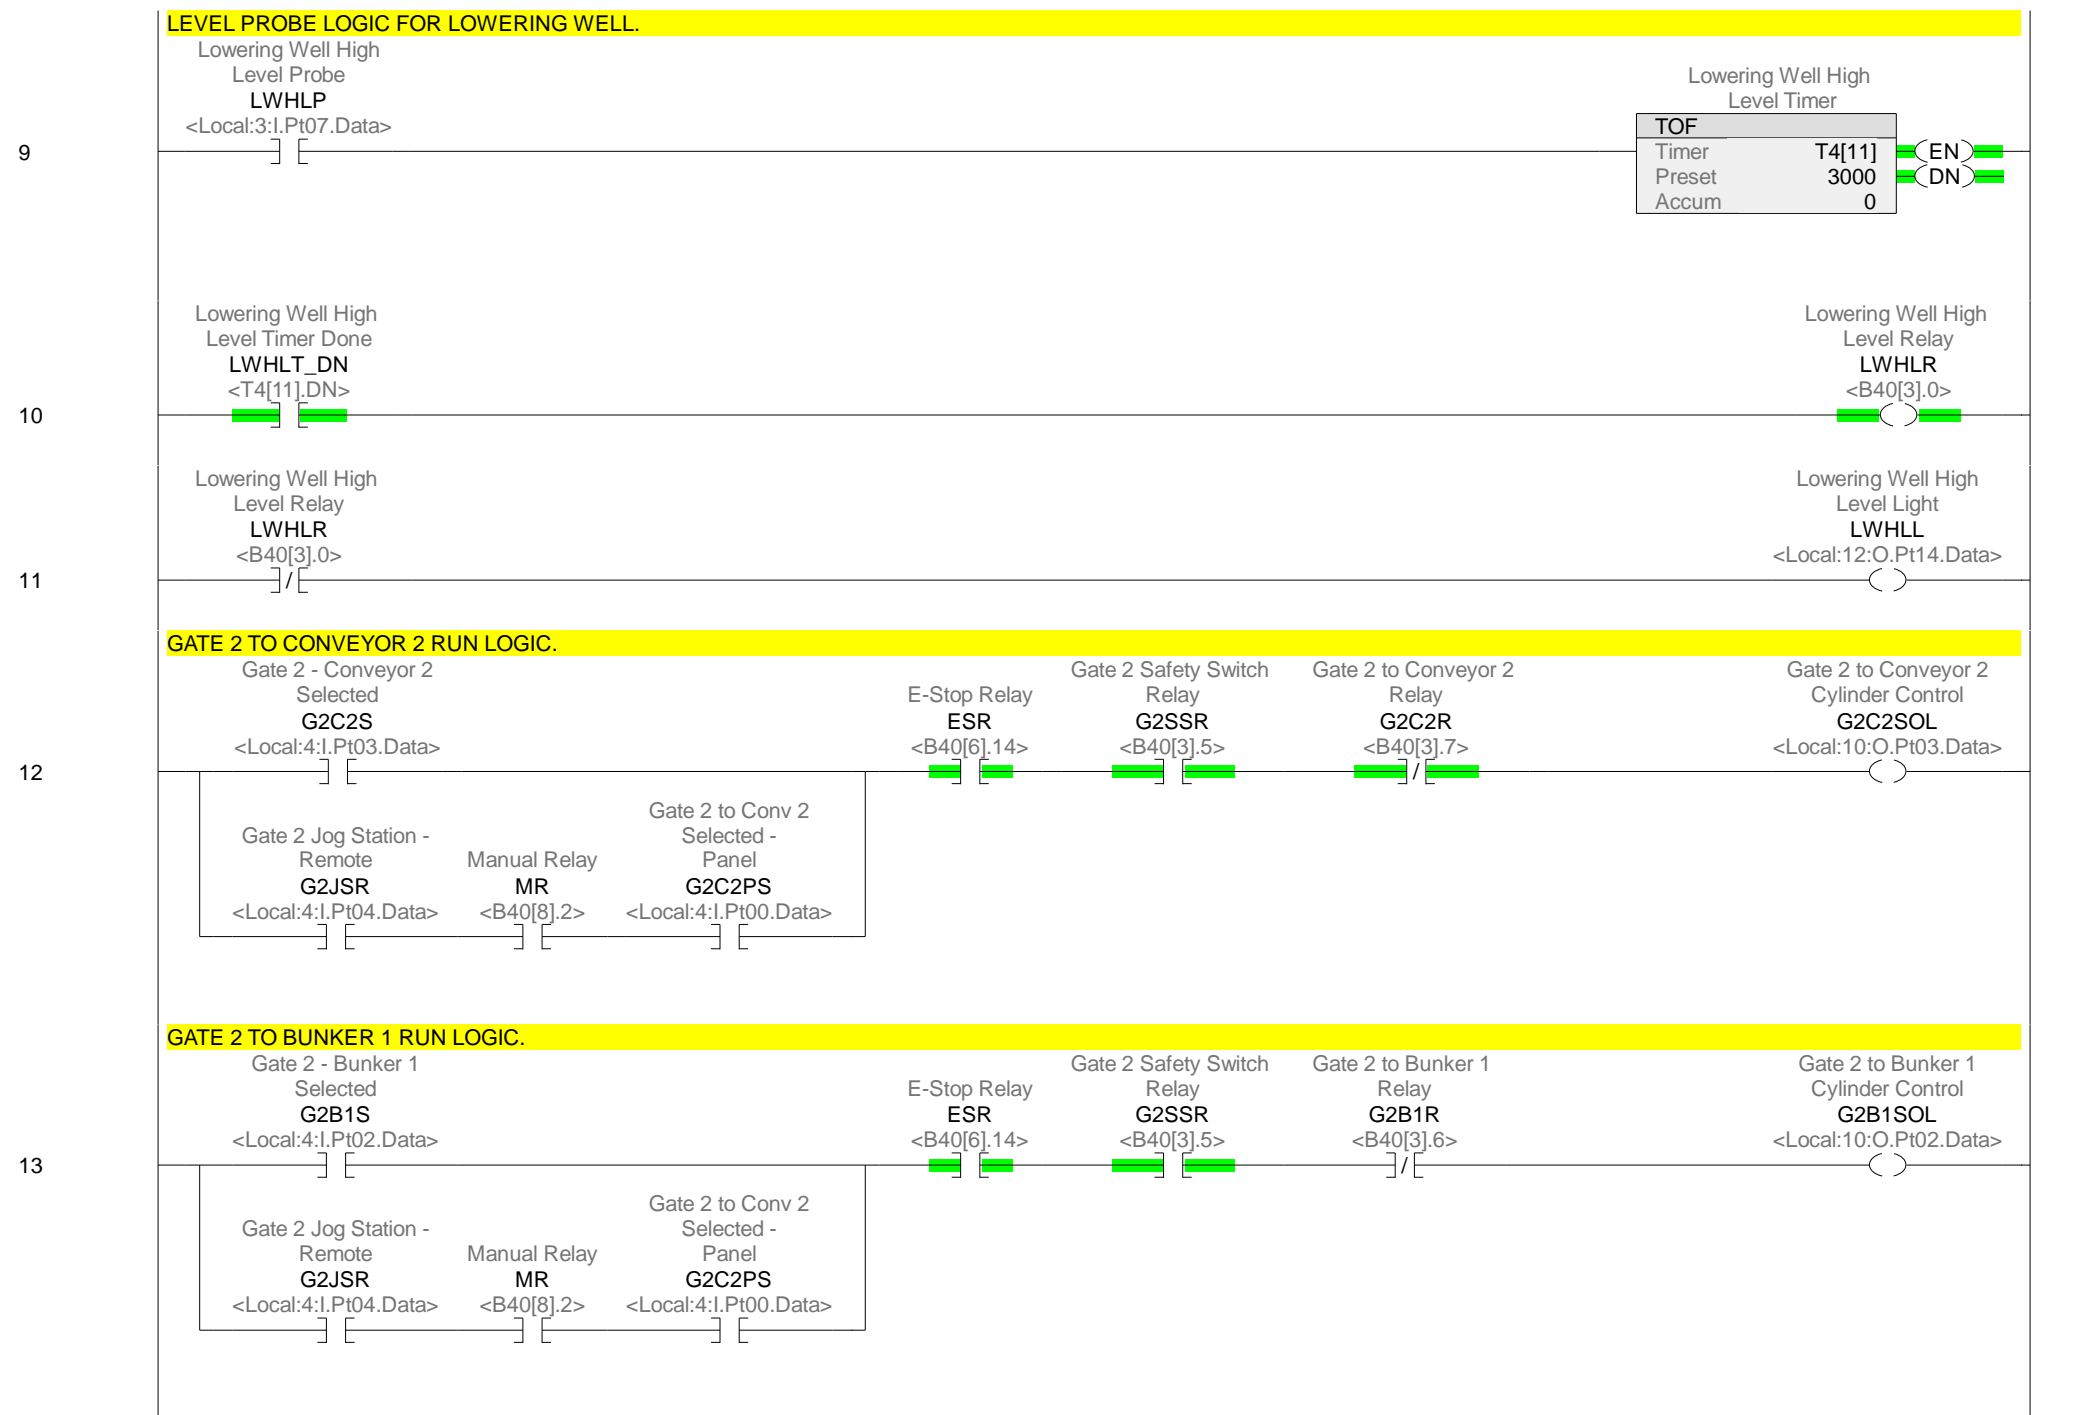 LEVEL PROBE LOGIC FOR LOWERING WELL.
Lowering Well High
Level Probe
LWHLP
<Local:3:I.Pt07.Data>
Lowering Well High
Level Timer
TOF
Timer T4[11]
Preset 3000
Accum 0
EN
DN
9
Lowering Well High
Level Timer Done
LWHLT_DN
<T4[11].DN>
Lowering Well High
Level Relay
LWHLR
<B40[3].0>
10
Lowering Well High
Level Relay
LWHLR
<B40[3].0>
Lowering Well High
Level Light
LWHLL
<Local:12:O.Pt14.Data>
11
GATE 2 TO CONVEYOR 2 RUN LOGIC.
Gate 2 - Conveyor 2
Selected
G2C2S
<Local:4:I.Pt03.Data>
E-Stop Relay
ESR
<B40[6].14>
Gate 2 Safety Switch
Relay
G2SSR
<B40[3].5>
Gate 2 to Conveyor 2
Relay
G2C2R
<B40[3].7>
Gate 2 to Conveyor 2
Cylinder Control
G2C2SOL
<Local:10:O.Pt03.Data>
12
Gate 2 Jog Station -
Remote
G2JSR
<Local:4:I.Pt04.Data>
Manual Relay
MR
<B40[8].2>
Gate 2 to Conv 2
Selected -
Panel
G2C2PS
<Local:4:I.Pt00.Data>
GATE 2 TO BUNKER 1 RUN LOGIC.
Gate 2 - Bunker 1
Selected
G2B1S
<Local:4:I.Pt02.Data>
E-Stop Relay
ESR
<B40[6].14>
Gate 2 Safety Switch
Relay
G2SSR
<B40[3].5>
Gate 2 to Bunker 1
Relay
G2B1R
<B40[3].6>
Gate 2 to Bunker 1
Cylinder Control
G2B1SOL
<Local:10:O.Pt02.Data>
13
Gate 2 Jog Station -
Remote
G2JSR
<Local:4:I.Pt04.Data>
Manual Relay
MR
<B40[8].2>
Gate 2 to Conv 2
Selected -
Panel
G2C2PS
<Local:4:I.Pt00.Data>